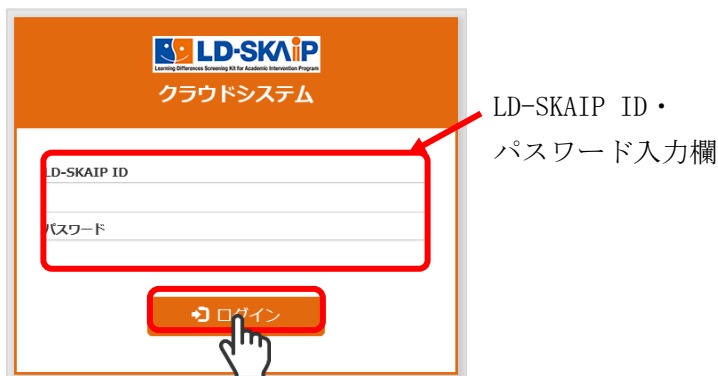 LD-SKAiP
Learning Differences Screening Kit for Academic Intervention Program
クラウドシステム
LD-SKAIP ID・
パスワード入力欄
LD-SKAIP ID
パスワード
ログイン